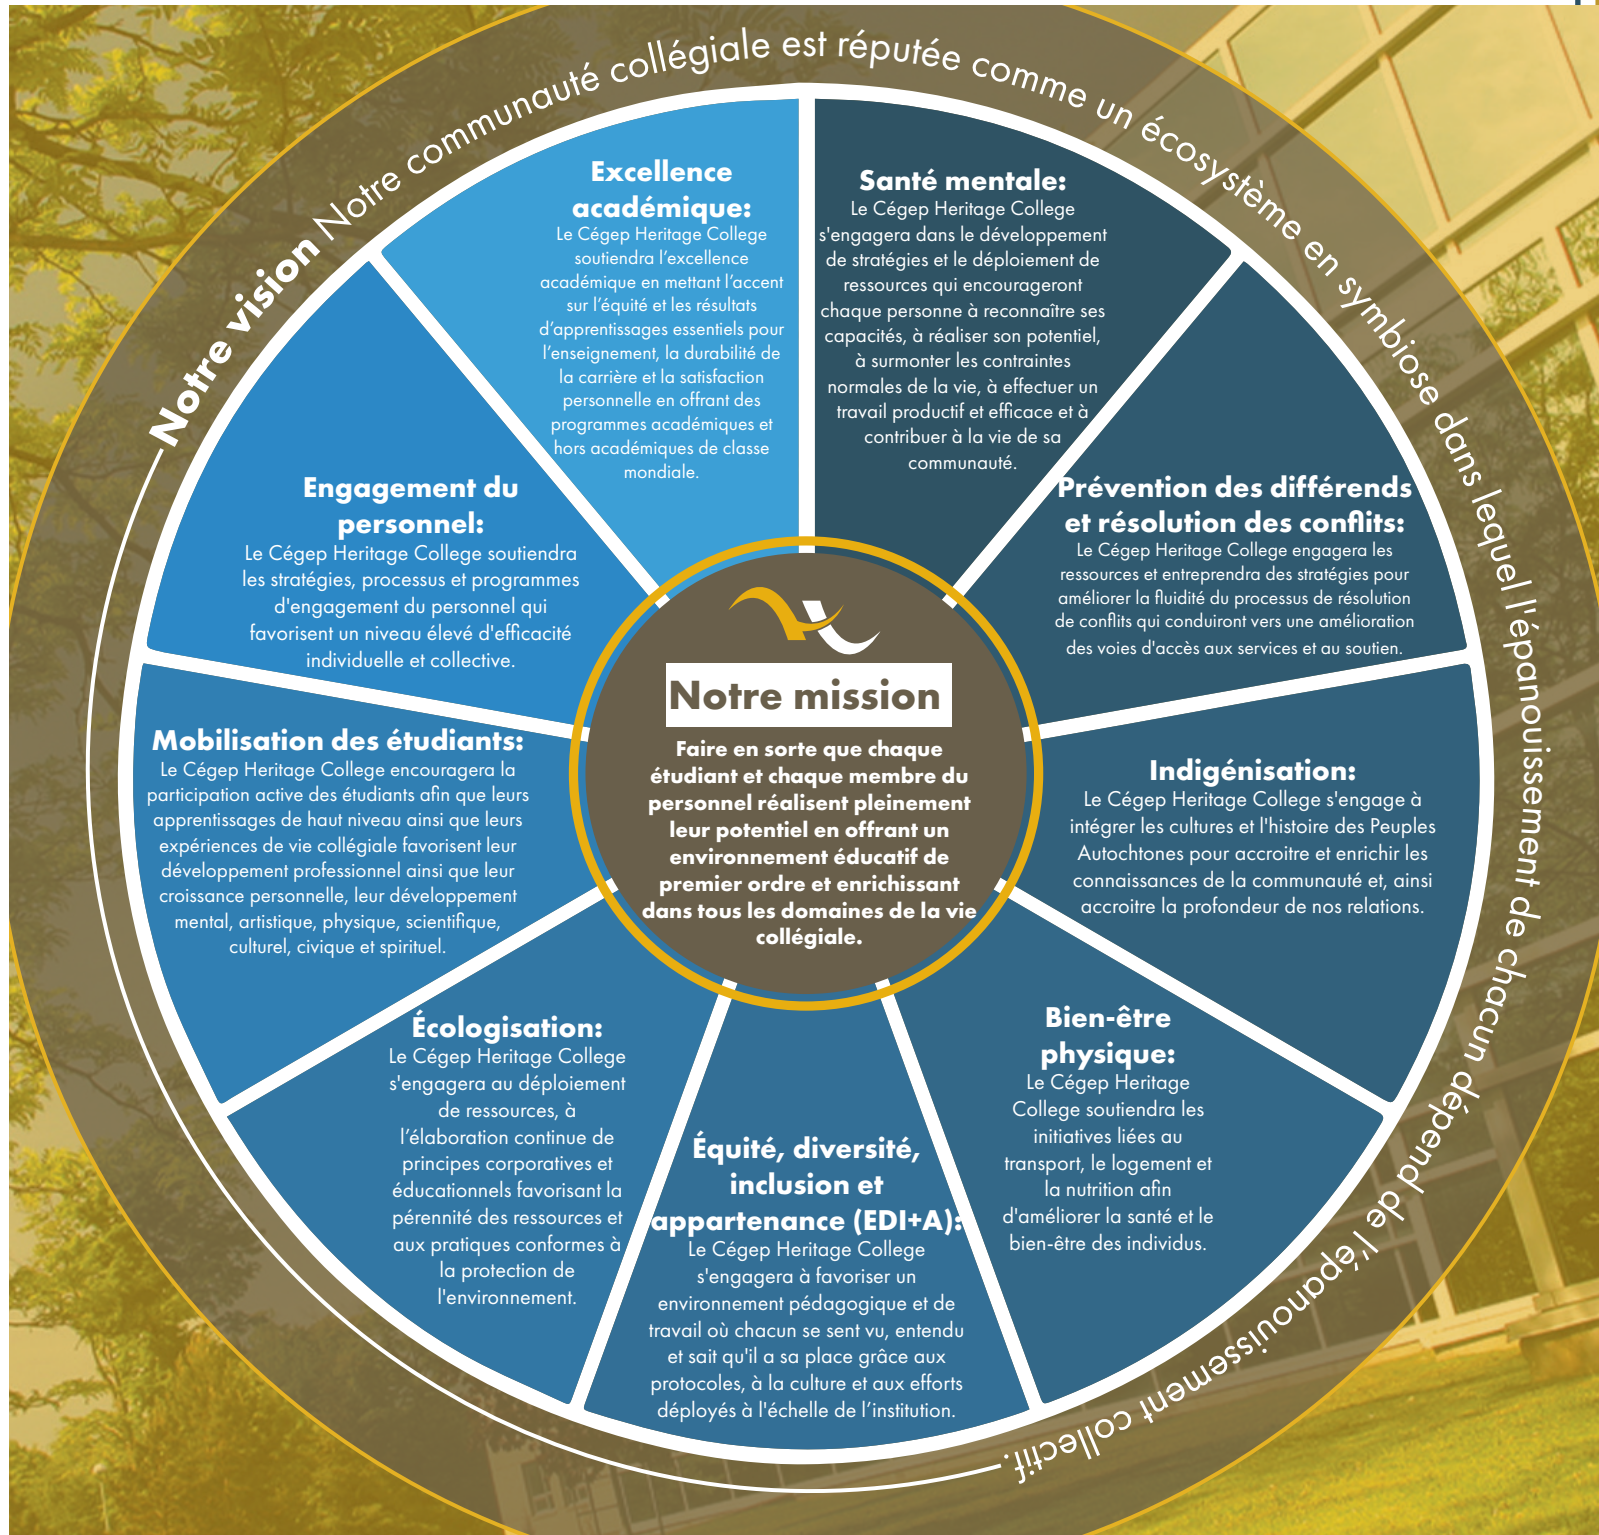 Notre vision Notre communauté collégiale est réputée comme un écosystème en symbiose dans lequel l'épanouissement de chacun dépend de l'épanouissement collectif.
Excellence
académique:
Le Cégep Heritage College
soutiendra l’excellence
académique en mettant l’accent
sur l’équité et les résultats
d’apprentissages essentiels pour
l’enseignement, la durabilité de
la carrière et la satisfaction
personnelle en offrant des
programmes académiques et
hors académiques de classe
mondiale.
Santé mentale:
Le Cégep Heritage College
s'engagera dans le développement
de stratégies et le déploiement de
ressources qui encourageront
chaque personne à reconnaître ses
capacités, à réaliser son potentiel,
à surmonter les contraintes
normales de la vie, à effectuer un
travail productif et efficace et à
contribuer à la vie de sa
communauté.
Prévention des différends
et résolution des conflits:
Le Cégep Heritage College engagera les
ressources et entreprendra des stratégies pour
améliorer la fluidité du processus de résolution
de conflits qui conduiront vers une amélioration
des voies d'accès aux services et au soutien.
Indigénisation:
Le Cégep Heritage College s'engage à
intégrer les cultures et l'histoire des Peuples
Autochtones pour accroitre et enrichir les
connaissances de la communauté et, ainsi
accroitre la profondeur de nos relations.
Bien-être
physique:
Le Cégep Heritage
College soutiendra les
initiatives liées au
transport, le logement et
la nutrition afin
d'améliorer la santé et le
bien-être des individus.
Équité, diversité,
inclusion et
appartenance (EDI+A):
Le Cégep Heritage College
s'engagera à favoriser un
environnement pédagogique et de
travail où chacun se sent vu, entendu
et sait qu'il a sa place grâce aux
protocoles, à la culture et aux efforts
déployés à l'échelle de l’institution.
Écologisation:
Le Cégep Heritage College
s'engagera au déploiement
de ressources, à
l’élaboration continue de
principes corporatives et
éducationnels favorisant la
pérennité des ressources et
aux pratiques conformes à
la protection de
l'environnement.
Mobilisation des étudiants:
Le Cégep Heritage College encouragera la
participation active des étudiants afin que leurs
apprentissages de haut niveau ainsi que leurs
expériences de vie collégiale favorisent leur
développement professionnel ainsi que leur
croissance personnelle, leur développement
mental, artistique, physique, scientifique,
culturel, civique et spirituel.
Engagement du
personnel:
Le Cégep Heritage College soutiendra
les stratégies, processus et programmes
d'engagement du personnel qui
favorisent un niveau élevé d'efficacité
individuelle et collective.
Notre mission
Faire en sorte que chaque
étudiant et chaque membre du
personnel réalisent pleinement
leur potentiel en offrant un
environnement éducatif de
premier ordre et enrichissant
dans tous les domaines de la vie
collégiale.